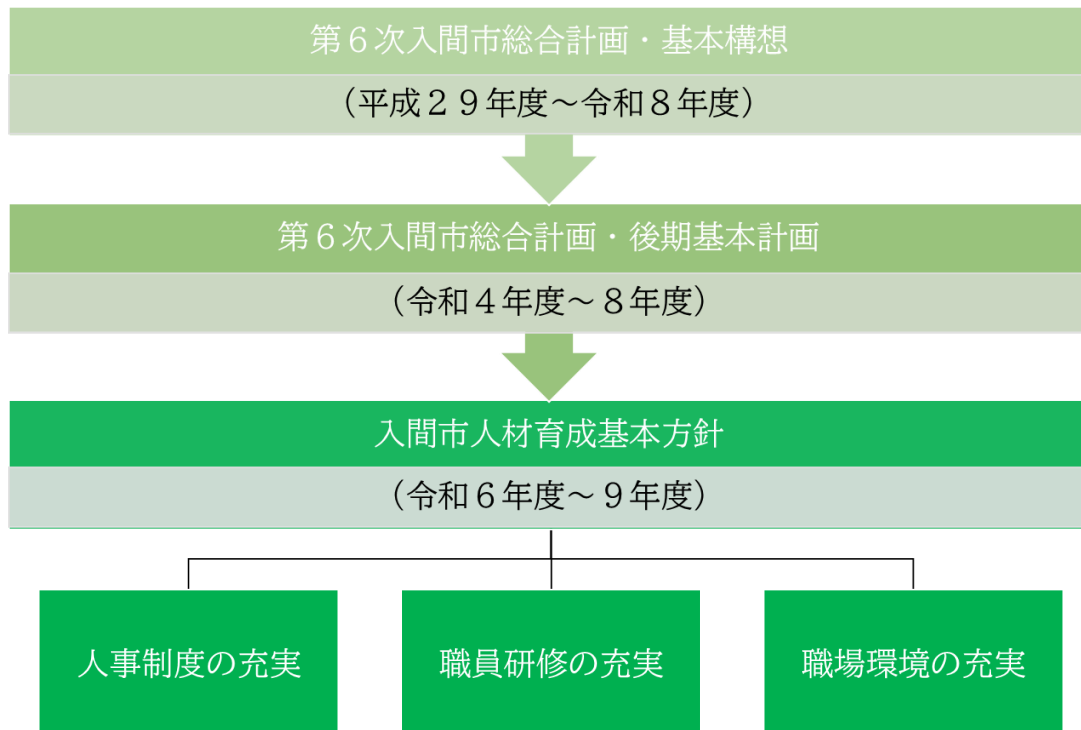 第６次入間市総合計画・基本構想
（平成２９年度～令和８年度）
第６次入間市総合計画・後期基本計画
（令和４年度～８年度）
入間市人材育成基本方針
（令和６年度～９年度）
人事制度の充実
職員研修の充実
職場環境の充実